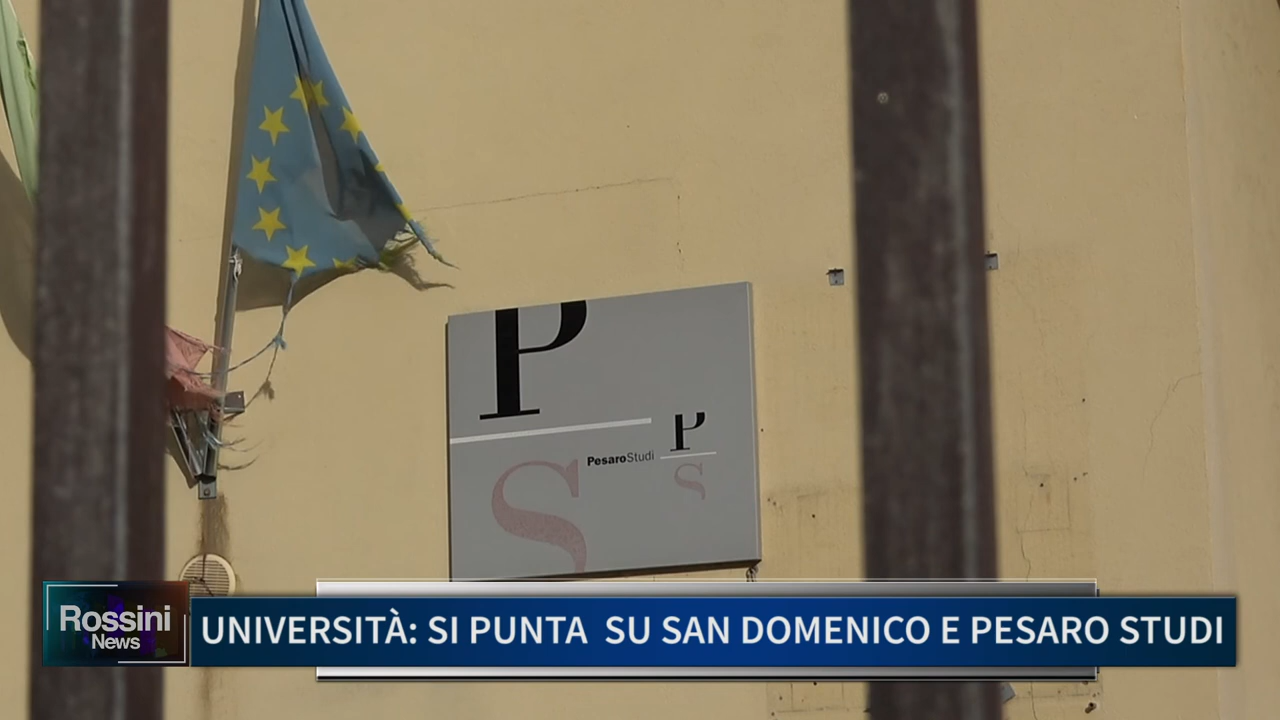 P
S
PesaroStudi
P
S
Rossini
News
UNIVERSITÀ: SI PUNTA  SU SAN DOMENICO E PESARO STUDI